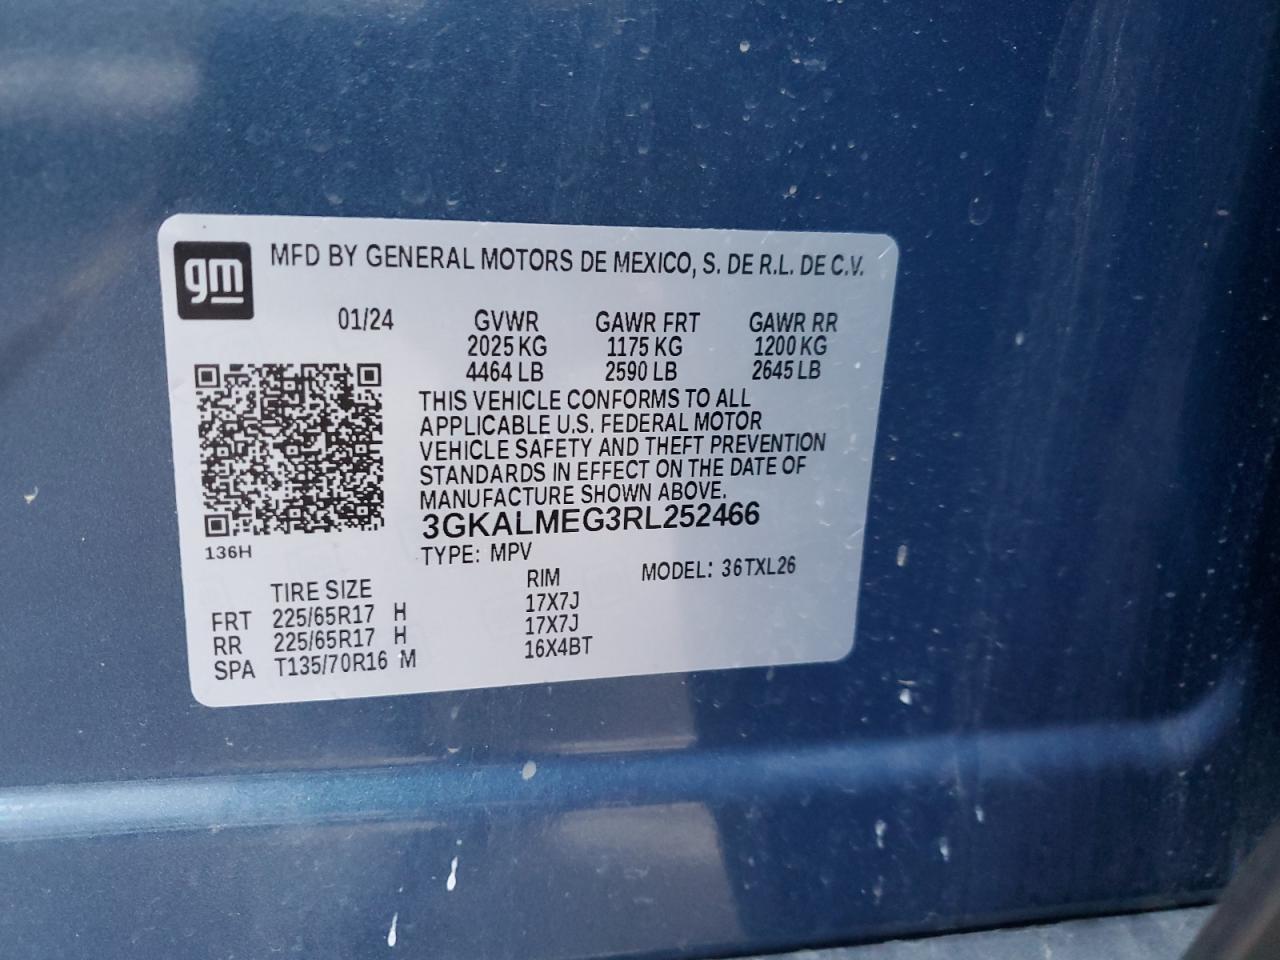 gm
MFD BY GENERAL MOTORS DE MEXICO, S. DE R.L. DE C.V.
01/24 GVWR GAWR FRT GAWR RR
2025 KG 1175 KG 1200 KG
4464 LB 2590 LB 2645 LB
THIS VEHICLE CONFORMS TO ALL
APPLICABLE U.S. FEDERAL MOTOR
VEHICLE SAFETY AND THEFT PREVENTION
STANDARDS IN EFFECT ON THE DATE OF
MANUFACTURE SHOWN ABOVE.
3GKALMEG3RL252466
136H
TYPE: MPV MODEL: 36TXL26
TIRE SIZE RIM
FRT 225/65R17 H 17X7J
RR 225/65R17 H 17X7J
SPA T135/70R16 M 16X4BT